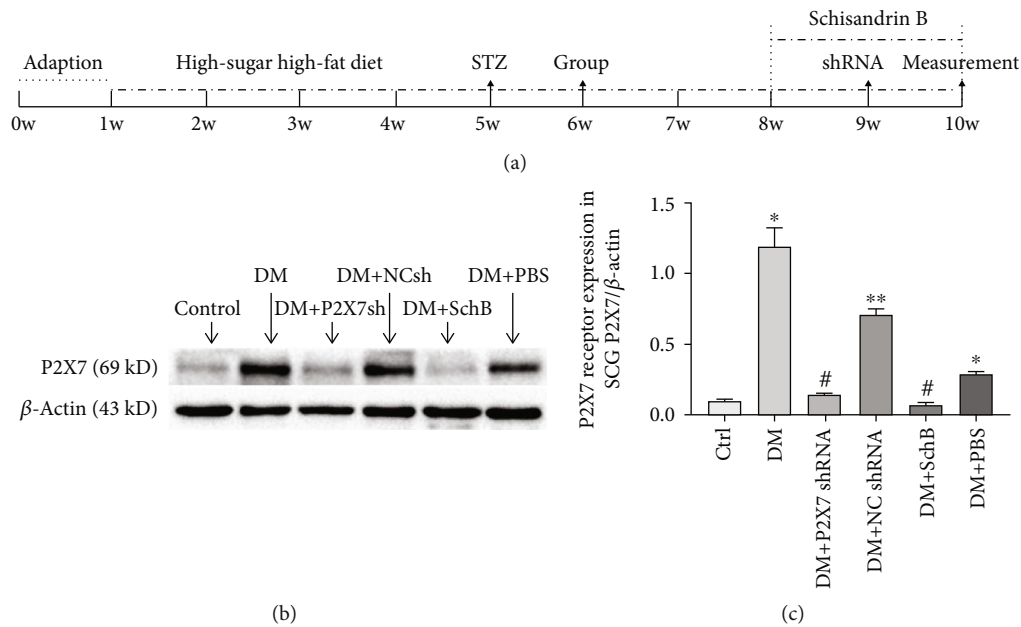 Schisandrin B
Adaption High-sugar high-fat diet STZ Group shRNA Measurement
0w 1w 2w 3w 4w 5w 6w 7w 8w 9w 10w
(a)
DM DM+NCsh DM+PBS
Control DM+P2X7sh DM+SchB
P2X7 (69 kD)
β-Actin (43 kD)
(b)
P2X7 receptor expression in
SCG P2X7/β-actin
1.5
1.0
0.5
0.0
*
#
**
#
*
Ctrl
DM
DM+P2X7 shRNA
DM+NC shRNA
DM+SchB
DM+PBS
(c)